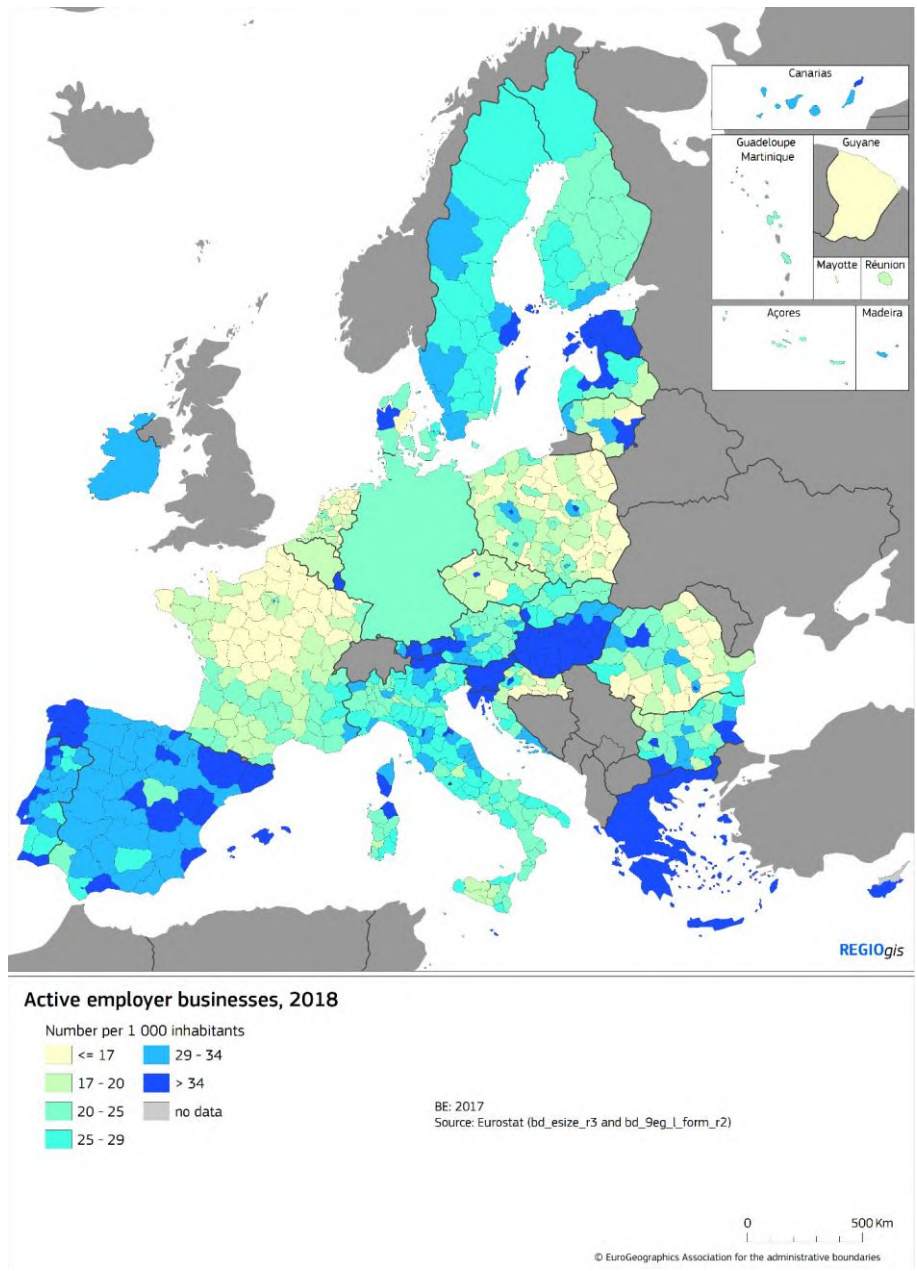 Canarias
Guadeloupe
Martinique
Guyane
Mayotte
Réunion
Açores
Madeira
REGIOgis
Active employer businesses, 2018
Number per 1 000 inhabitants
<= 17
29 - 34
17 - 20
> 34
20 - 25
no data
25 - 29
BE: 2017
Source: Eurostat (bd_esize_r3 and bd_9eg_l_form_r2)
0
500 Km
© EuroGeographics Association for the administrative boundaries